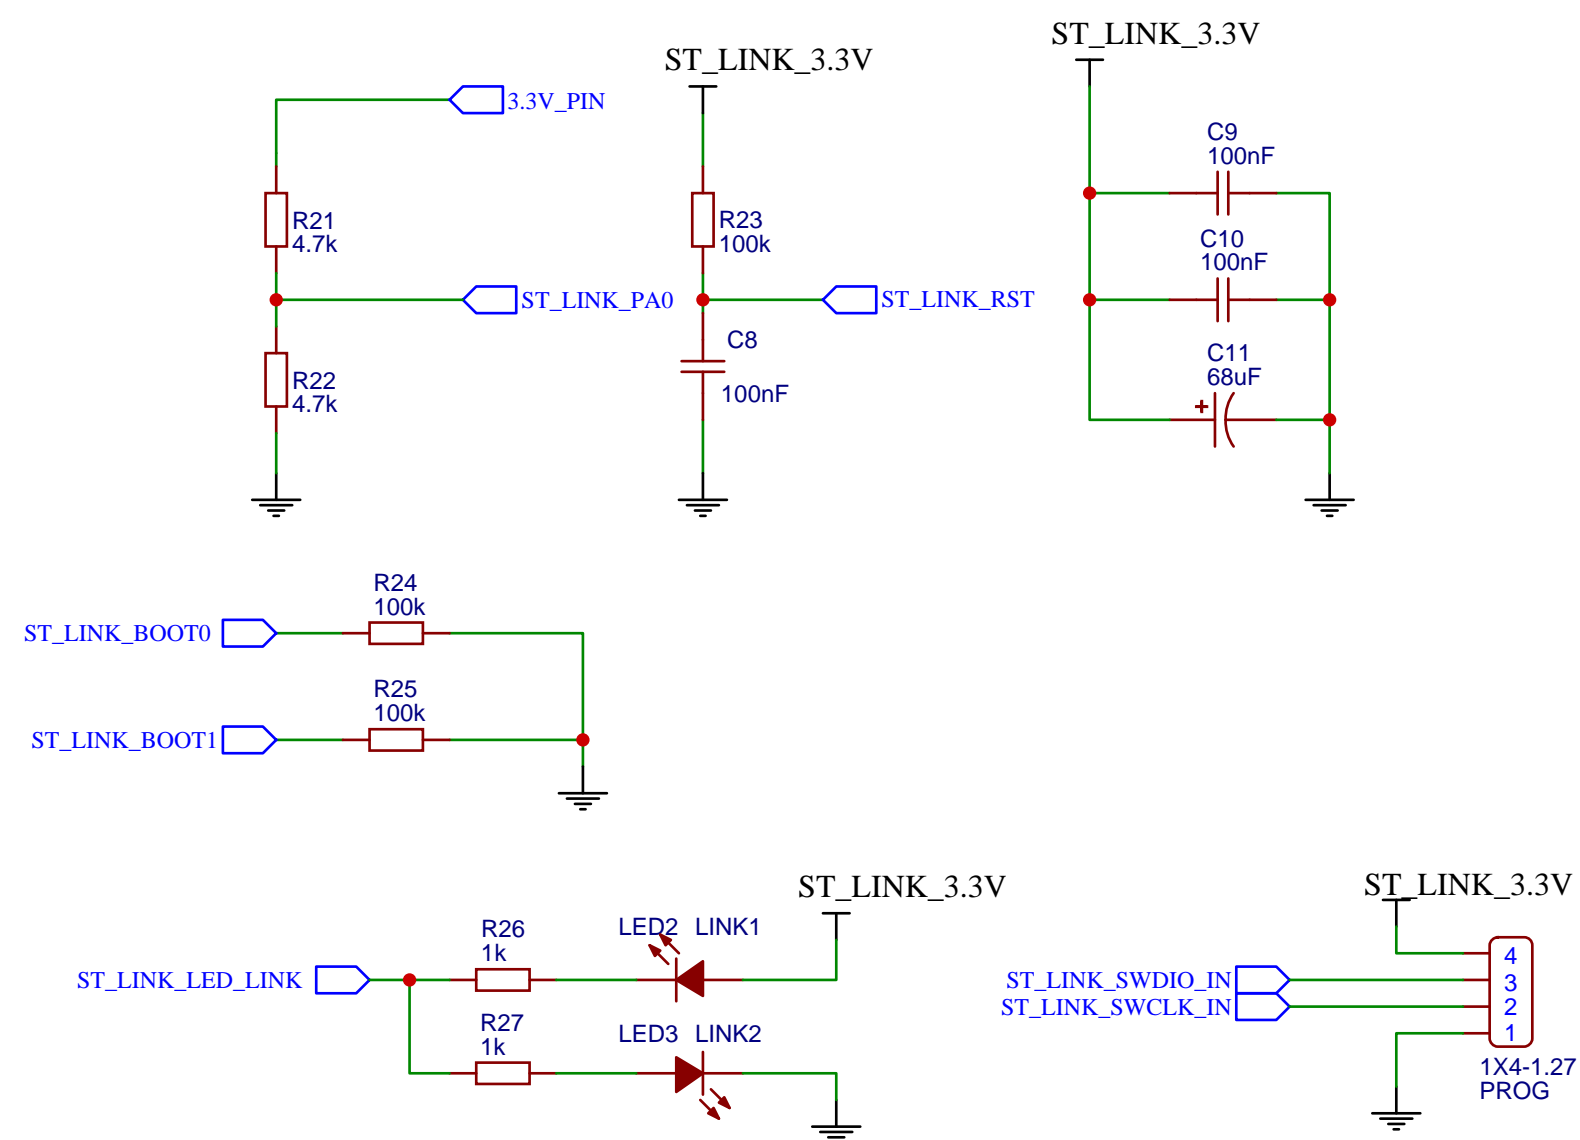 ST_LINK_3.3V
ST_LINK_3.3V
3.3V_PIN
C9
100nF
R21
4.7k
R23
100k
C10
100nF
ST_LINK_PA0
ST_LINK_RST
C8
100nF
C11
68uF
+
R22
4.7k
R24
100k
ST_LINK_BOOT0
R25
100k
ST_LINK_BOOT1
ST_LINK_3.3V
ST_LINK_3.3V
R26
1k
LED2 LINK1
ST_LINK_LED_LINK
R27
1k
LED3 LINK2
4
ST_LINK_SWDIO_IN
3
ST_LINK_SWCLK_IN
2
1
1X4-1.27
PROG